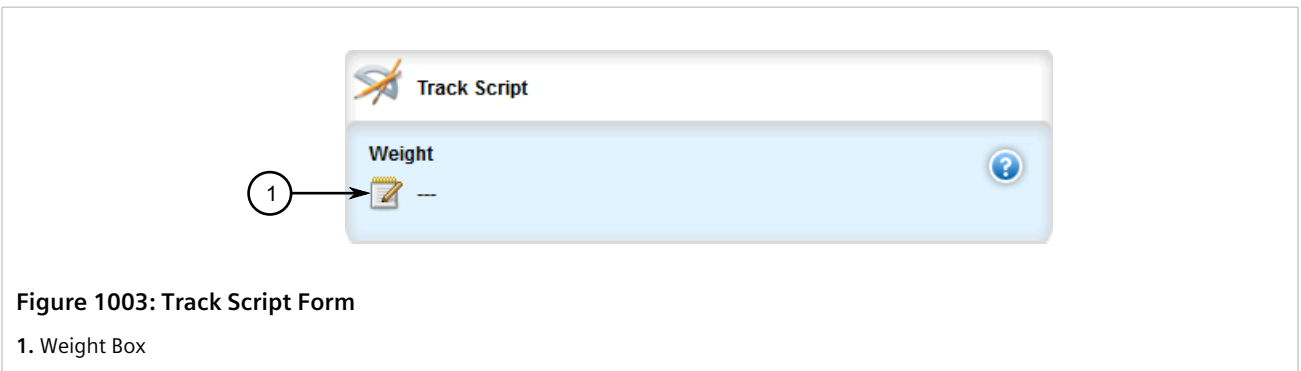 Track Script
Weight
1
---
Figure 1003: Track Script Form
1. Weight Box